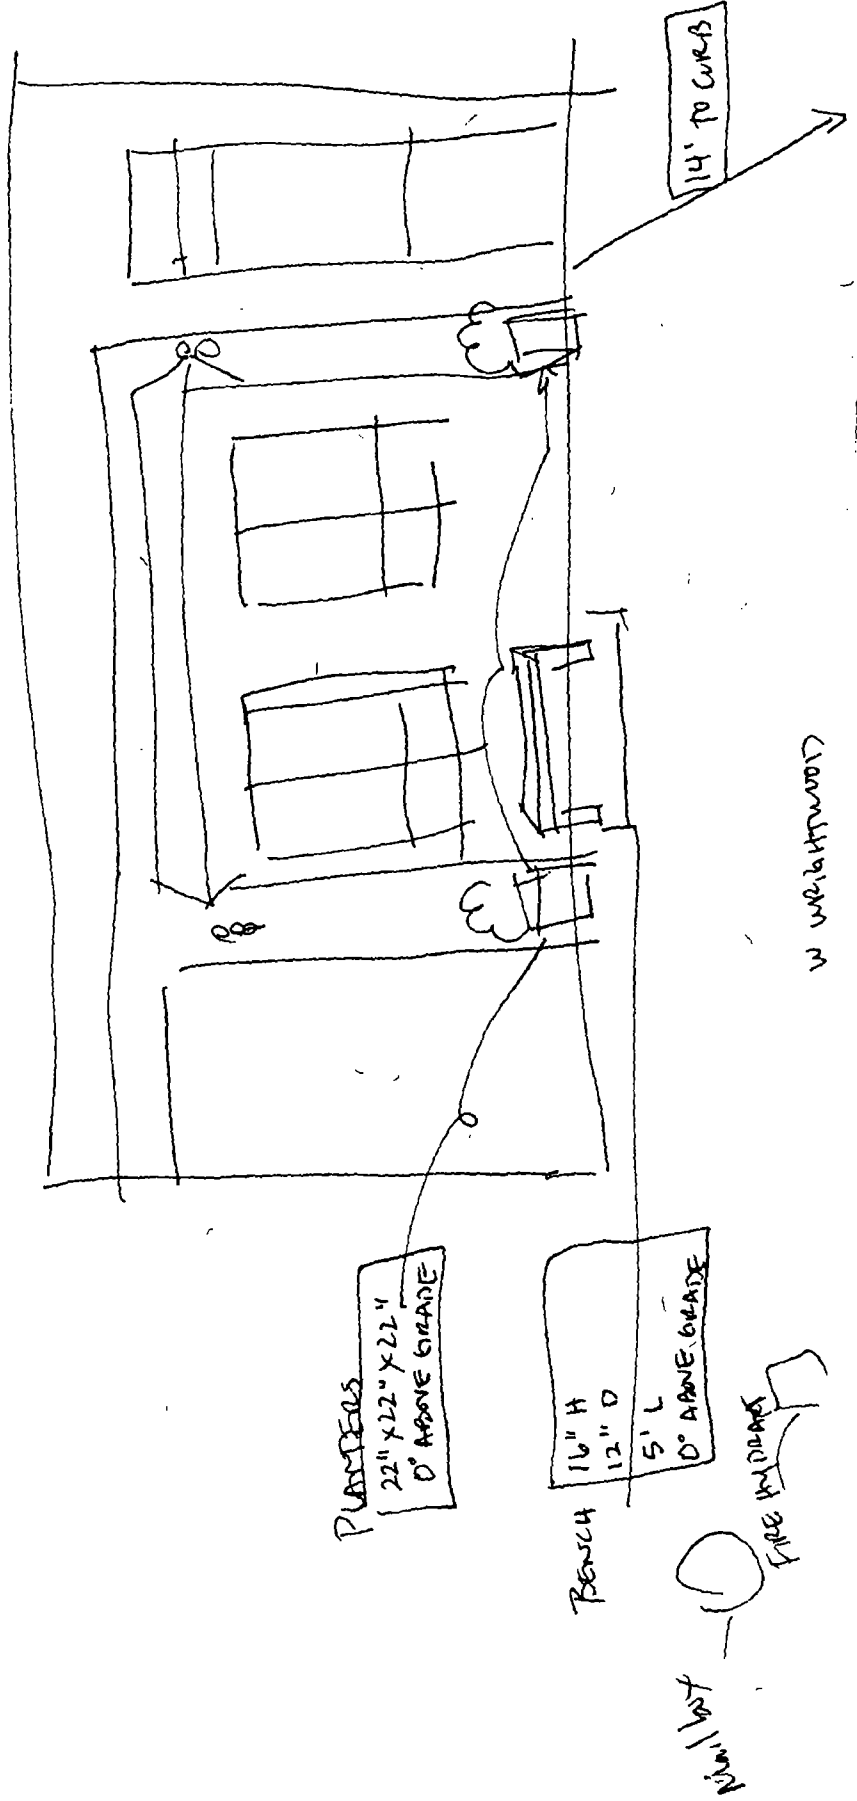 14' TO CURB
PLANTERS
22" X 22" X 22"
0° ABOVE GRADE
BENCH
16" H
12" D
5' L
0° ABOVE GRADE
W WRIGHTWOOD
FIRE HYDRANT